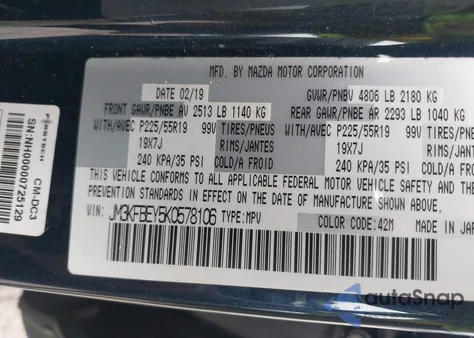 MFD. BY MAZDA MOTOR CORPORATION
DATE 02/19 GVWR/PNBV 4806 LB 2180 KG
FRONT GAWR/PNBE AV 2513 LB 1140 KG REAR GAWR/PNBE AR 2293 LB 1040 KG
WITH/AVEC P225/55R19 99V TIRES/PNEUS WITH/AVEC P225/55R19 99V TIRES/PNEUS
19X7J RIMS/JANTES 19X7J RIMS/JANTE
240 KPA/35 PSI COLD/A FROID 240 KPA/35 PSI COLD/A FR
THIS VEHICLE CONFORMS TO ALL APPLICABLE FEDERAL MOTOR VEHICLE SAFETY AND
PREVENTION STANDARDS IN EFFECT ON THE DATE OF MANUFACTURE SHOWN ABOVE.
VIN: JM3KFBEY5K0578106 TYPE:MPV COLOR CODE: 42M MADE IN JAP
CM-DC3
SN:NH00000725129
autoSnap